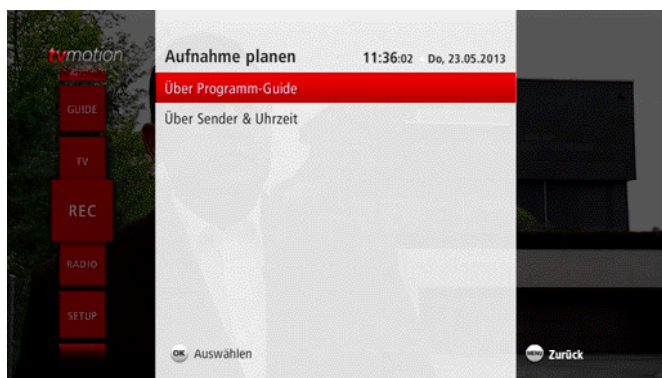 tvmotion
Aufnahme planen 11:36:02 Do, 23.05.2013
Über Programm-Guide
Über Sender & Uhrzeit
GUIDE
TV
REC
RADIO
SETUP
OK Auswählen
MENU Zurück